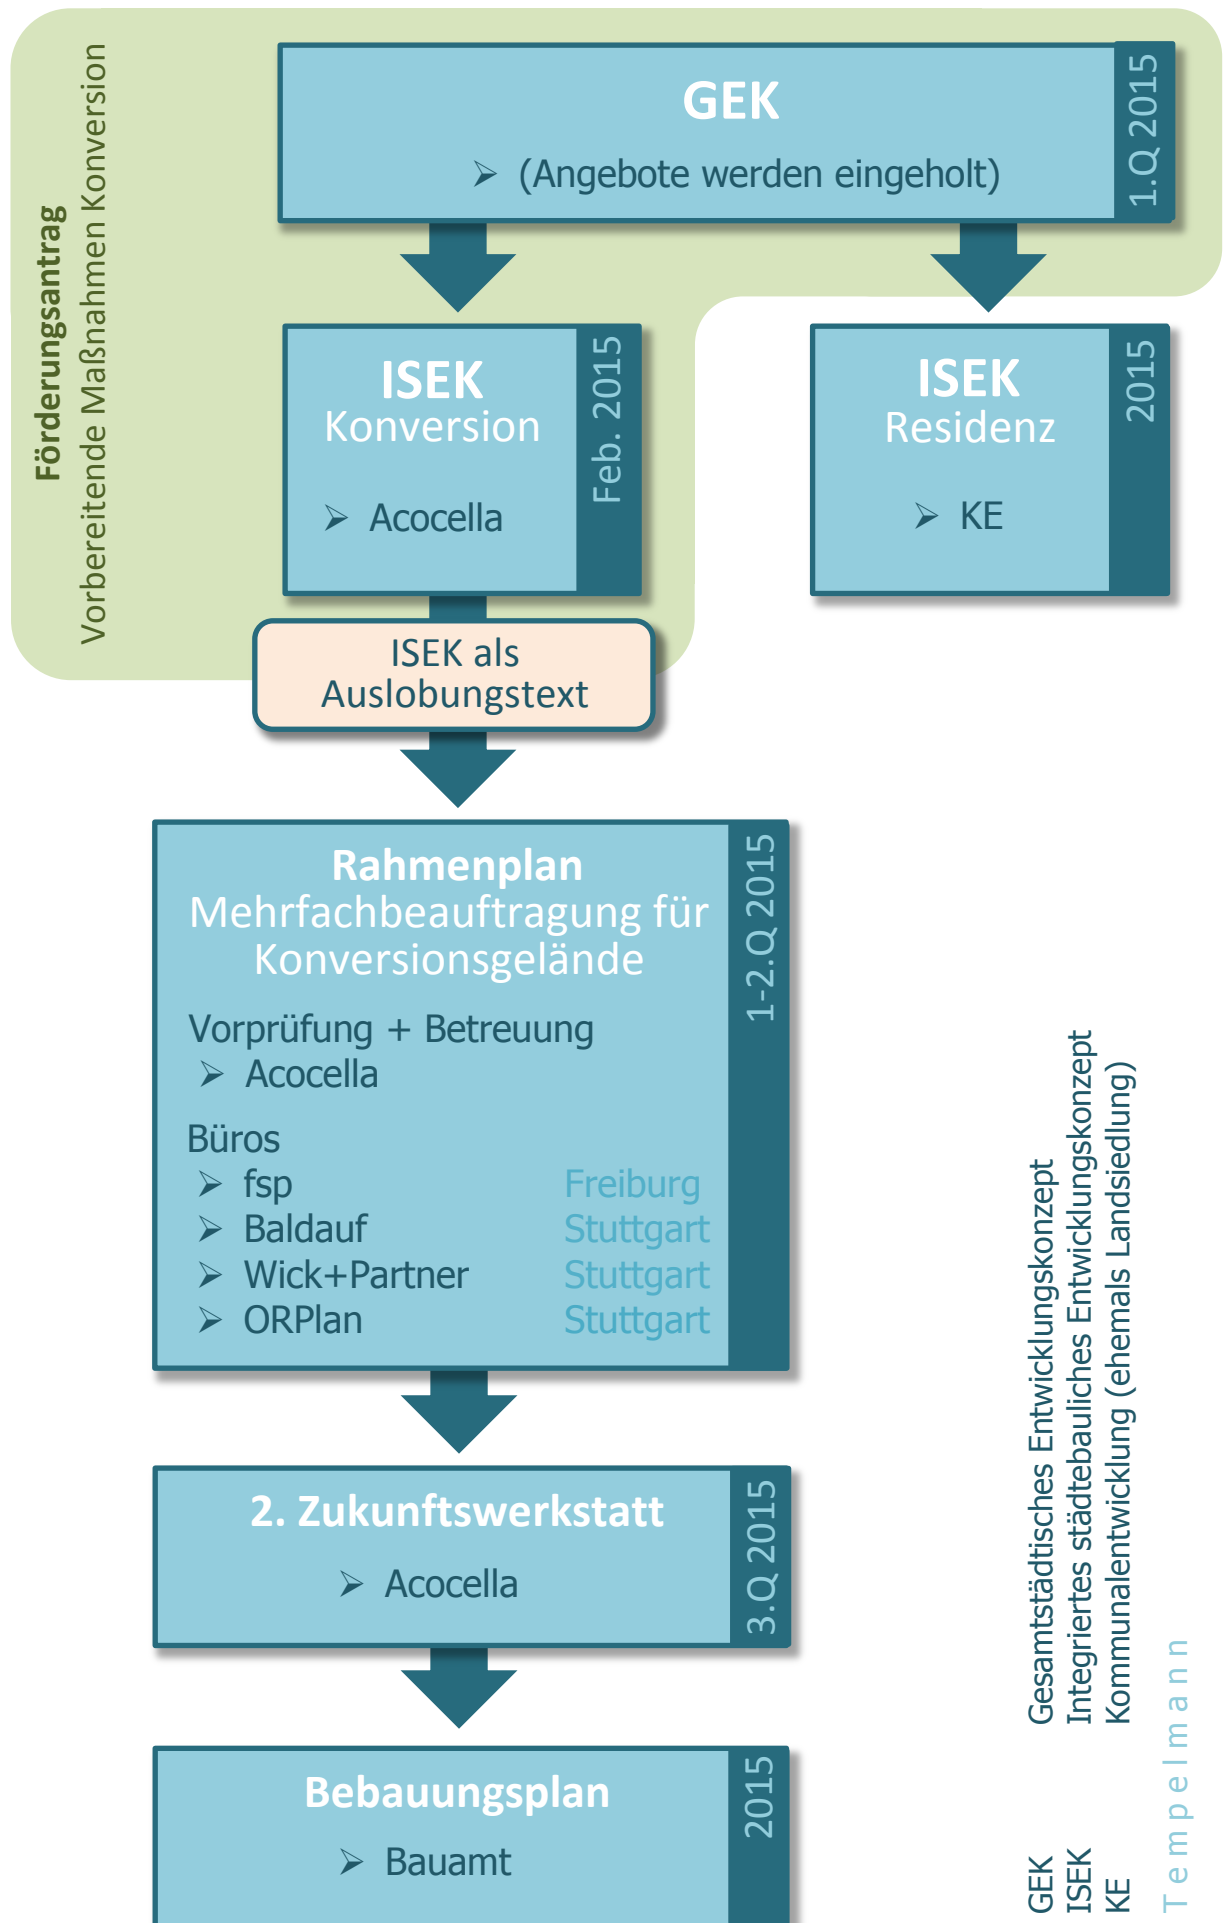 Förderungsantrag
Vorbereitende Maßnahmen Konversion
GEK
➢ (Angebote werden eingeholt)
1.Q 2015
ISEK
Konversion
➢ Acocella
Feb. 2015
ISEK
Residenz
➢ KE
2015
ISEK als
Auslobungstext
Rahmenplan
Mehrfachbeauftragung für
Konversionsgelände
Vorprüfung + Betreuung
➢ Acocella
Büros
➢ fsp Freiburg
➢ Baldauf Stuttgart
➢ Wick+Partner Stuttgart
➢ ORPlan Stuttgart
1-2.Q 2015
2. Zukunftswerkstatt
➢ Acocella
3.Q 2015
Bebauungsplan
➢ Bauamt
2015
GEK Gesamtstädtisches Entwicklungskonzept
ISEK Integriertes städtebauliches Entwicklungskonzept
KE Kommunalentwicklung (ehemals Landsiedlung)
Tempelmann